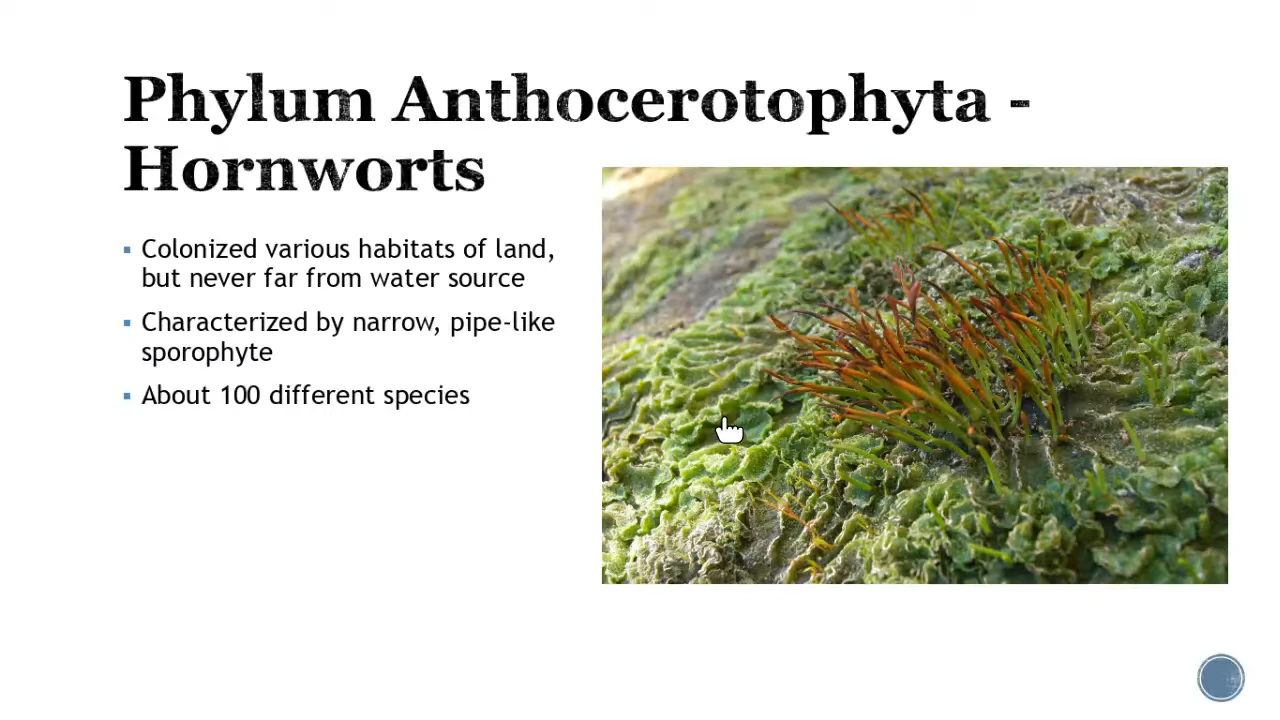 Phylum Anthocerotophyta -
Hornworts
▪ Colonized various habitats of land,
but never far from water source
▪ Characterized by narrow, pipe-like
sporophyte
▪ About 100 different species